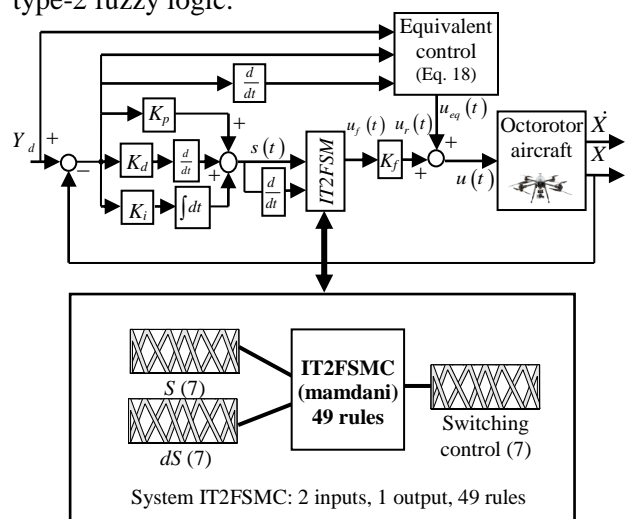 type-2 fuzzy logic.
Equivalent
control
(Eq. 18)
d/dt
K_p
u_eq(t)
Y_d + −
K_d
d/dt
+
+
s(t)
IT2FSM
u_f(t)
K_f
u_r(t)
+
+
u(t)
Octorotor
aircraft
Ẋ
X
K_i
∫dt
d/dt
S (7)
dS (7)
IT2FSMC
(mamdani)
49 rules
Switching
control (7)
System IT2FSMC: 2 inputs, 1 output, 49 rules